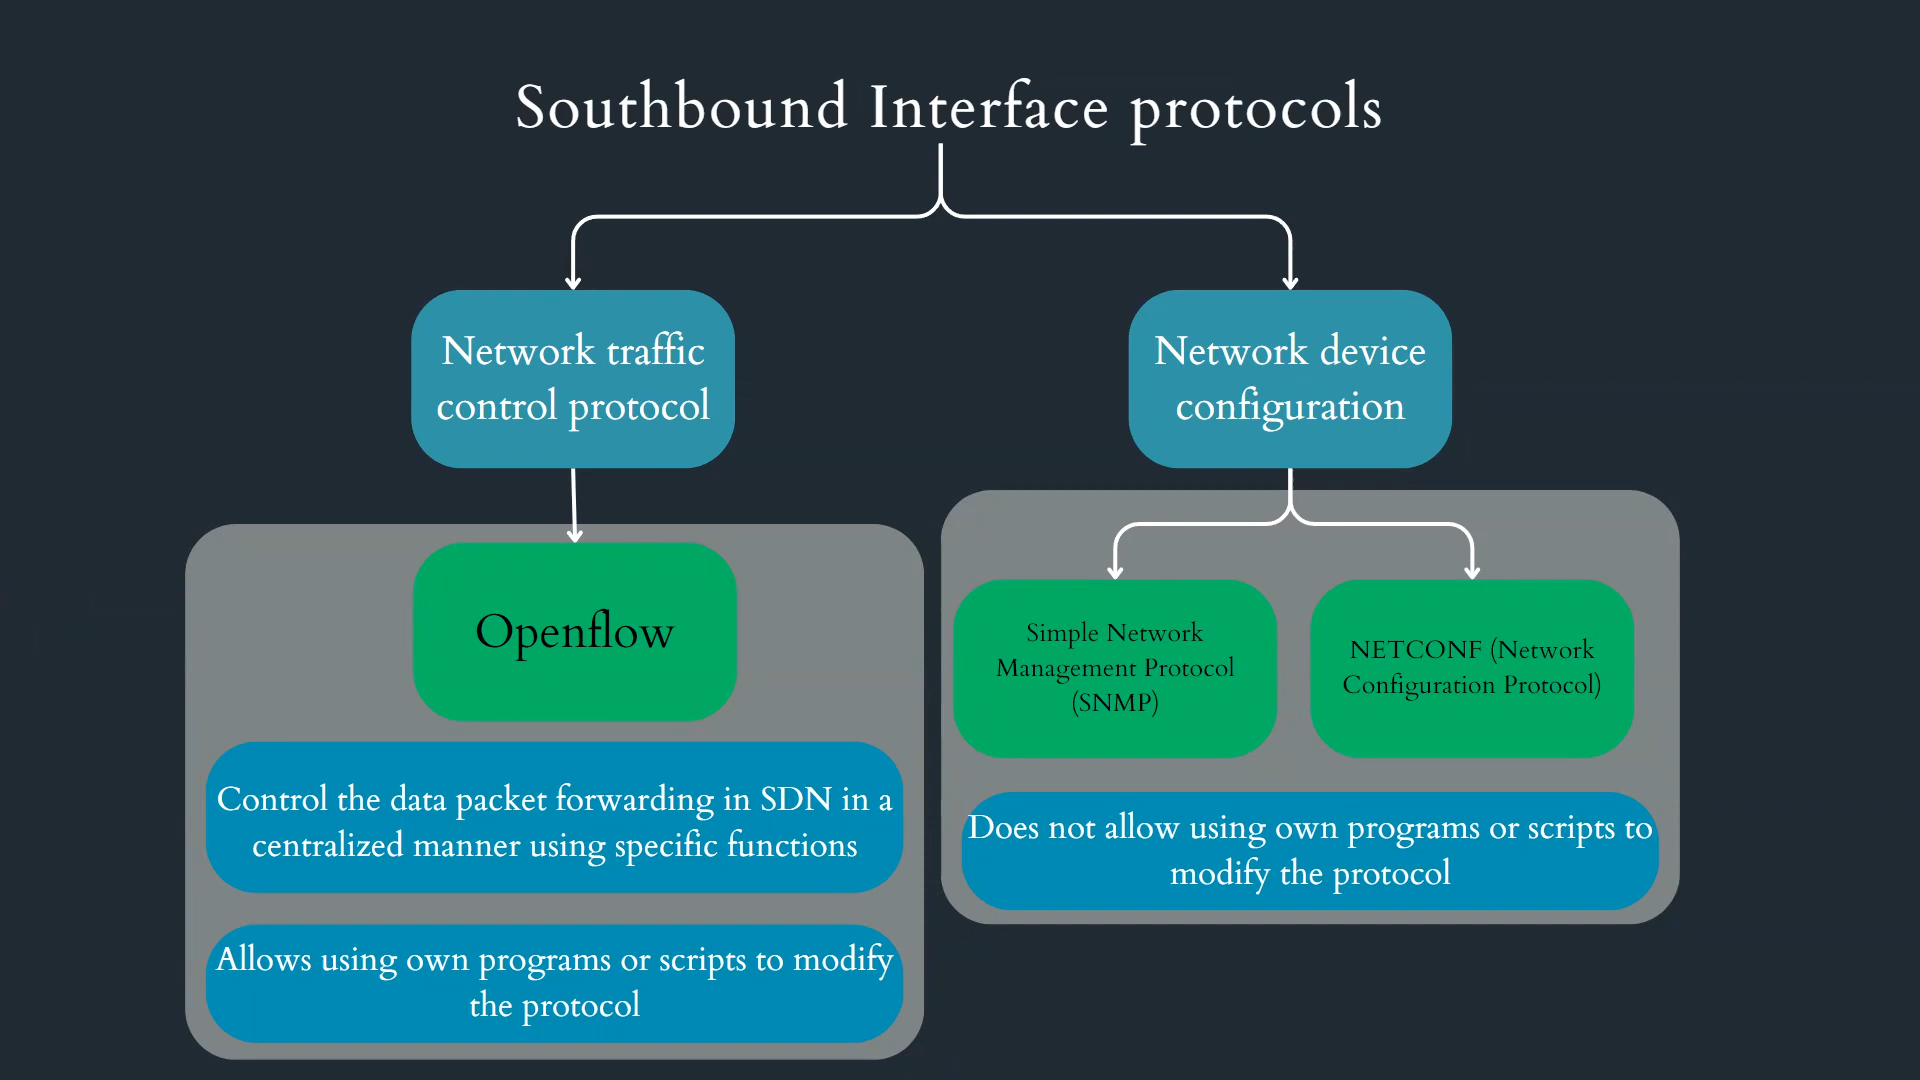 Southbound Interface protocols
Network traffic
control protocol
Network device
configuration
Openflow
Control the data packet forwarding in SDN in a
centralized manner using specific functions
Allows using own programs or scripts to modify
the protocol
Simple Network
Management Protocol
(SNMP)
NETCONF (Network
Configuration Protocol)
Does not allow using own programs or scripts to
modify the protocol